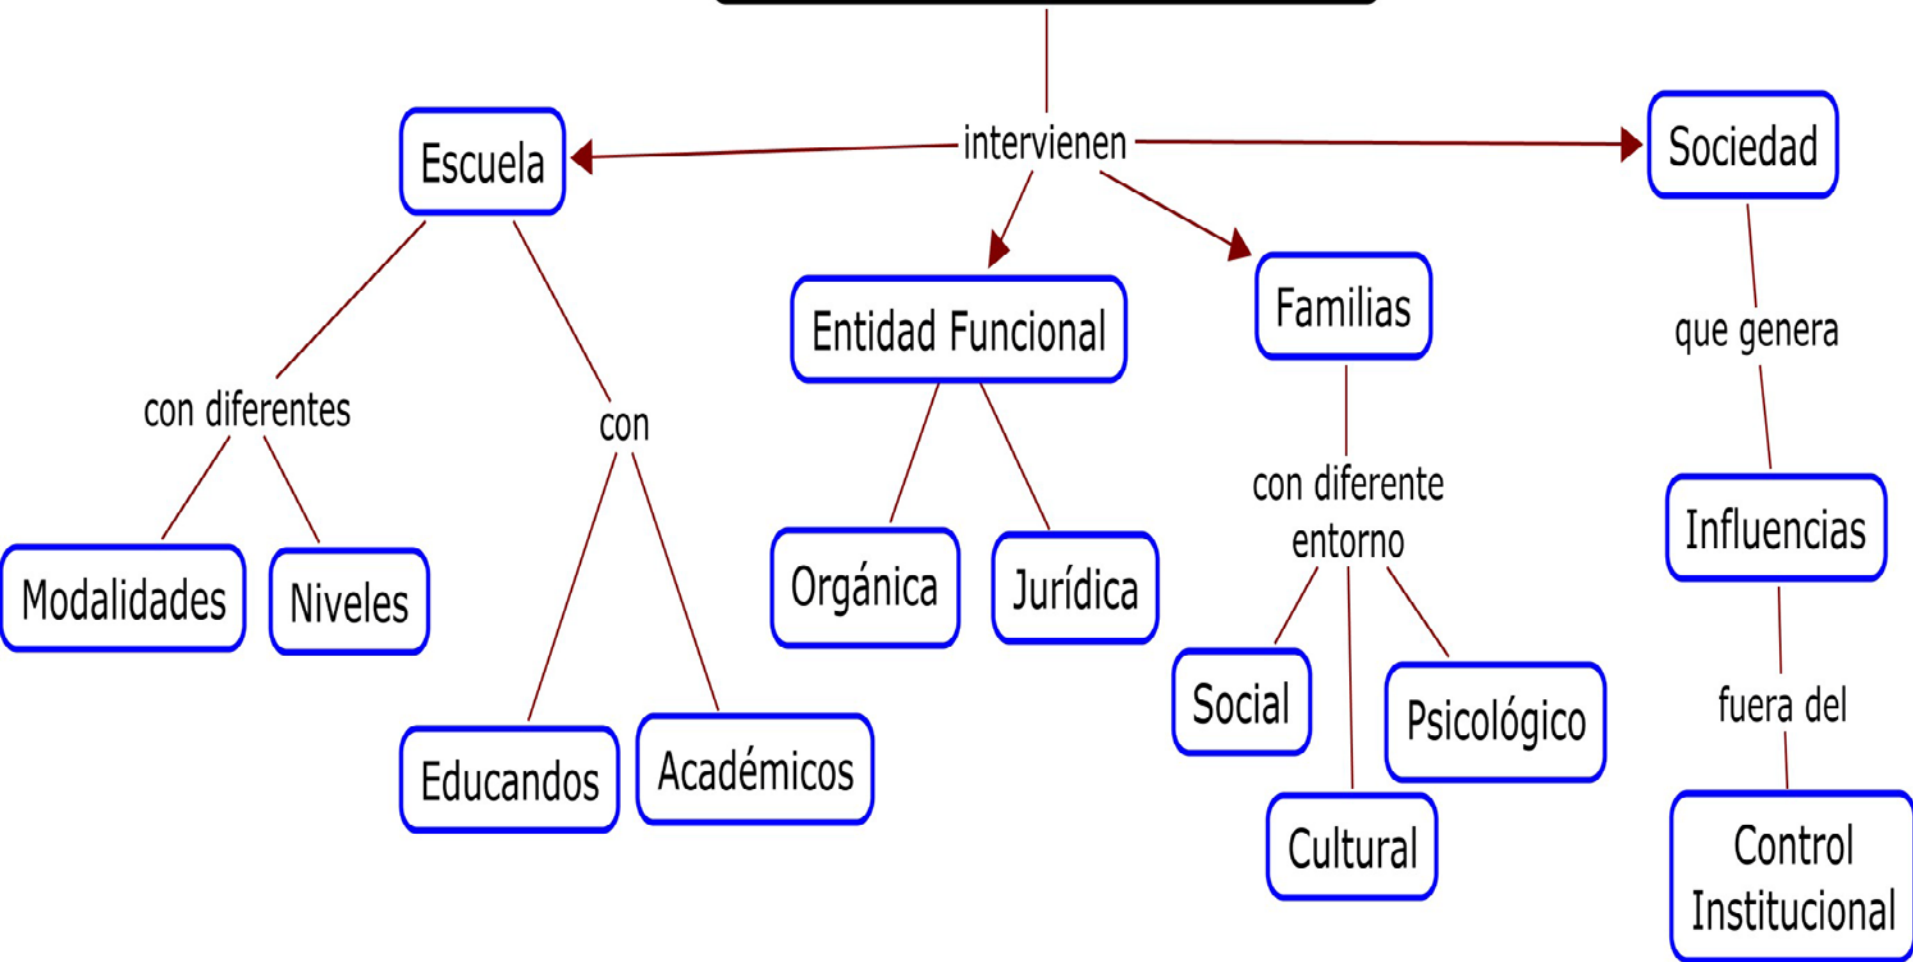 intervienen
Escuela
Sociedad
Entidad Funcional
Familias
que genera
con diferentes
con
con diferente
entorno
Influencias
Modalidades
Niveles
Orgánica
Jurídica
Social
Psicológico
fuera del
Educandos
Académicos
Cultural
Control
Institucional